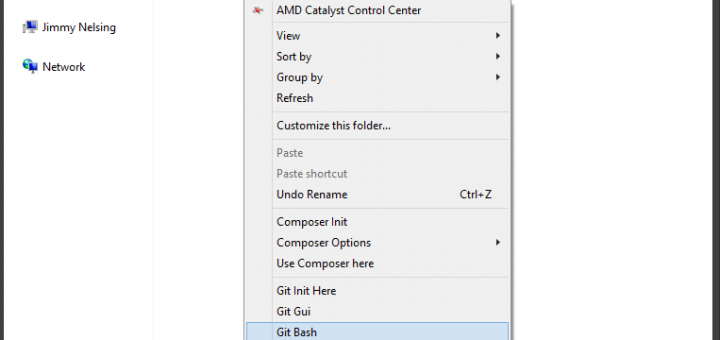 Jimmy Nelsing
Network
AMD Catalyst Control Center
View
Sort by
Group by
Refresh
Customize this folder...
Paste
Paste shortcut
Undo Rename Ctrl+Z
Composer Init
Composer Options
Use Composer here
Git Init Here
Git Gui
Git Bash